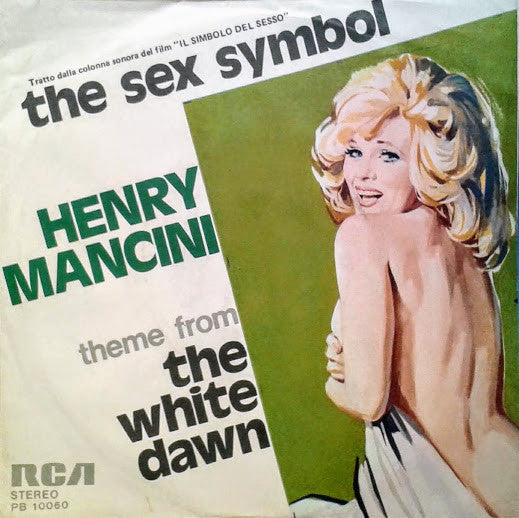 Tratto dalla colonna sonora del film "IL SIMBOLO DEL SESSO"
the sex symbol
HENRY
MANCINI
theme from
the
white
dawn
RCA
STEREO
PB 10060